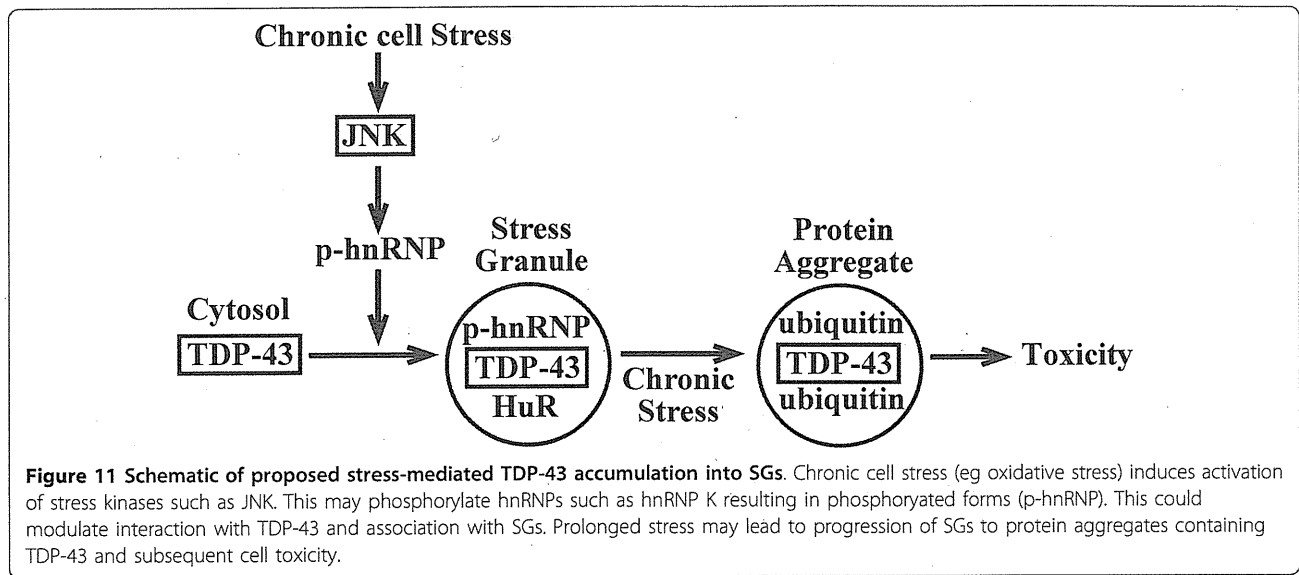 Chronic cell Stress
JNK
p-hnRNP
Stress
Granule
Protein
Aggregate
Cytosol
TDP-43
p-hnRNP
TDP-43
HuR
Chronic
Stress
ubiquitin
TDP-43
ubiquitin
Toxicity
Figure 11 Schematic of proposed stress-mediated TDP-43 accumulation into SGs. Chronic cell stress (eg oxidative stress) induces activation
of stress kinases such as JNK. This may phosphorylate hnRNPs such as hnRNP K resulting in phosphoryated forms (p-hnRNP). This could
modulate interaction with TDP-43 and association with SGs. Prolonged stress may lead to progression of SGs to protein aggregates containing
TDP-43 and subsequent cell toxicity.